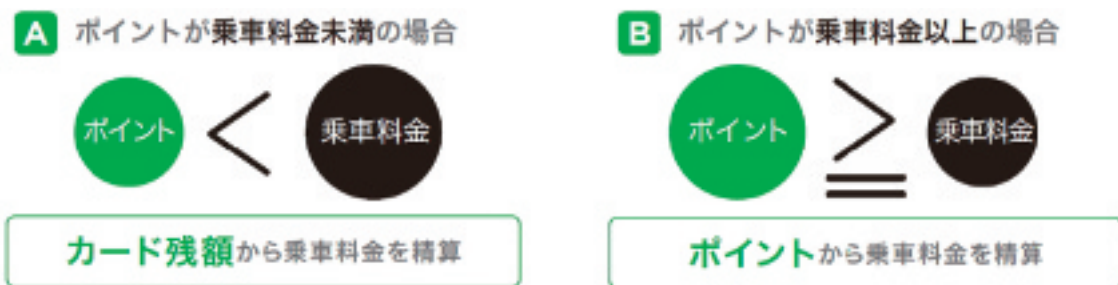 A ポイントが乗車料金未満の場合
ポイント < 乗車料金
カード残額から乗車料金を精算
B ポイントが乗車料金以上の場合
ポイント ≧ 乗車料金
ポイントから乗車料金を精算